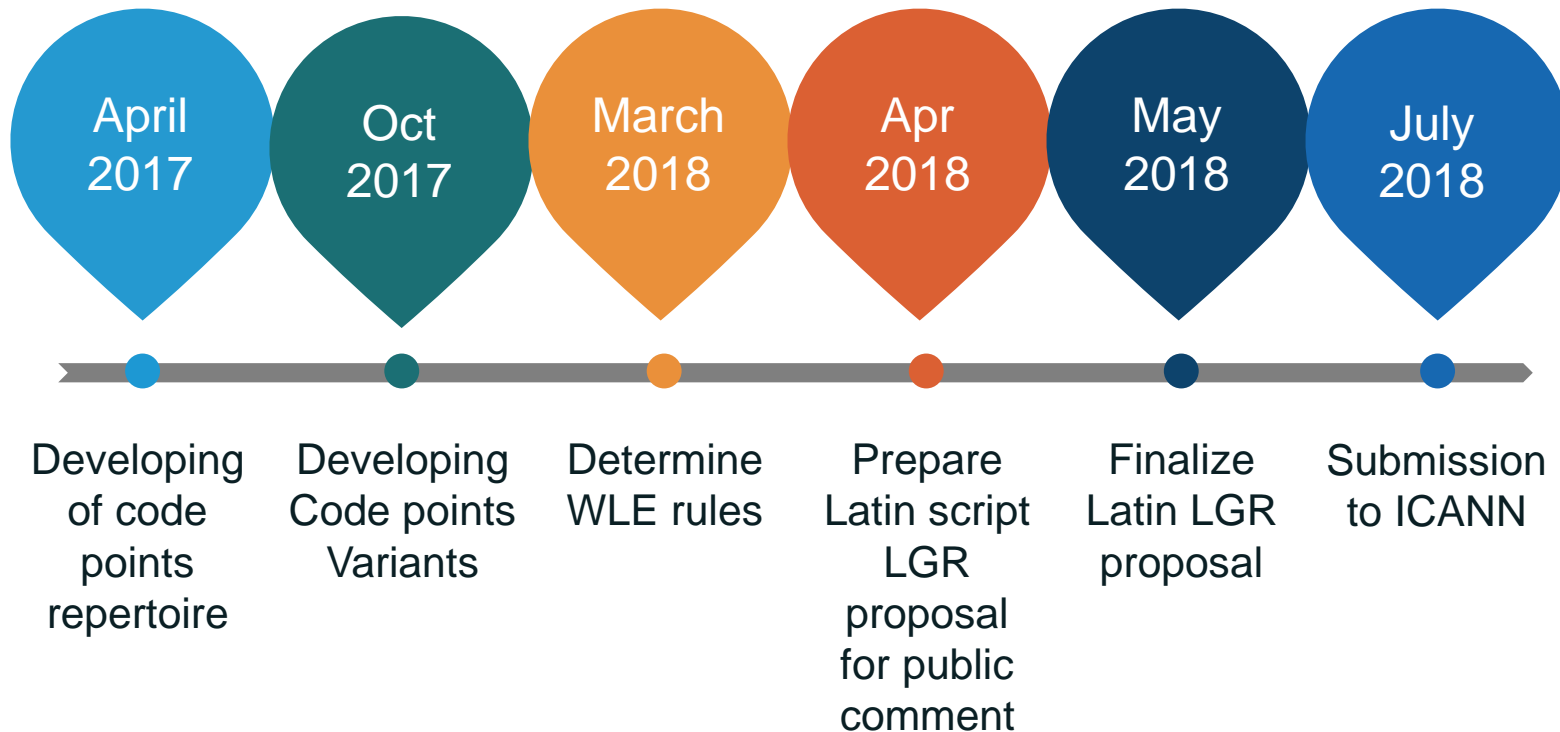 April
2017
Oct
2017
March
2018
Apr
2018
May
2018
July
2018
Developing
of code
points
repertoire
Developing
Code points
Variants
Determine
WLE rules
Prepare
Latin script
LGR
proposal
for public
comment
Finalize
Latin LGR
proposal
Submission
to ICANN